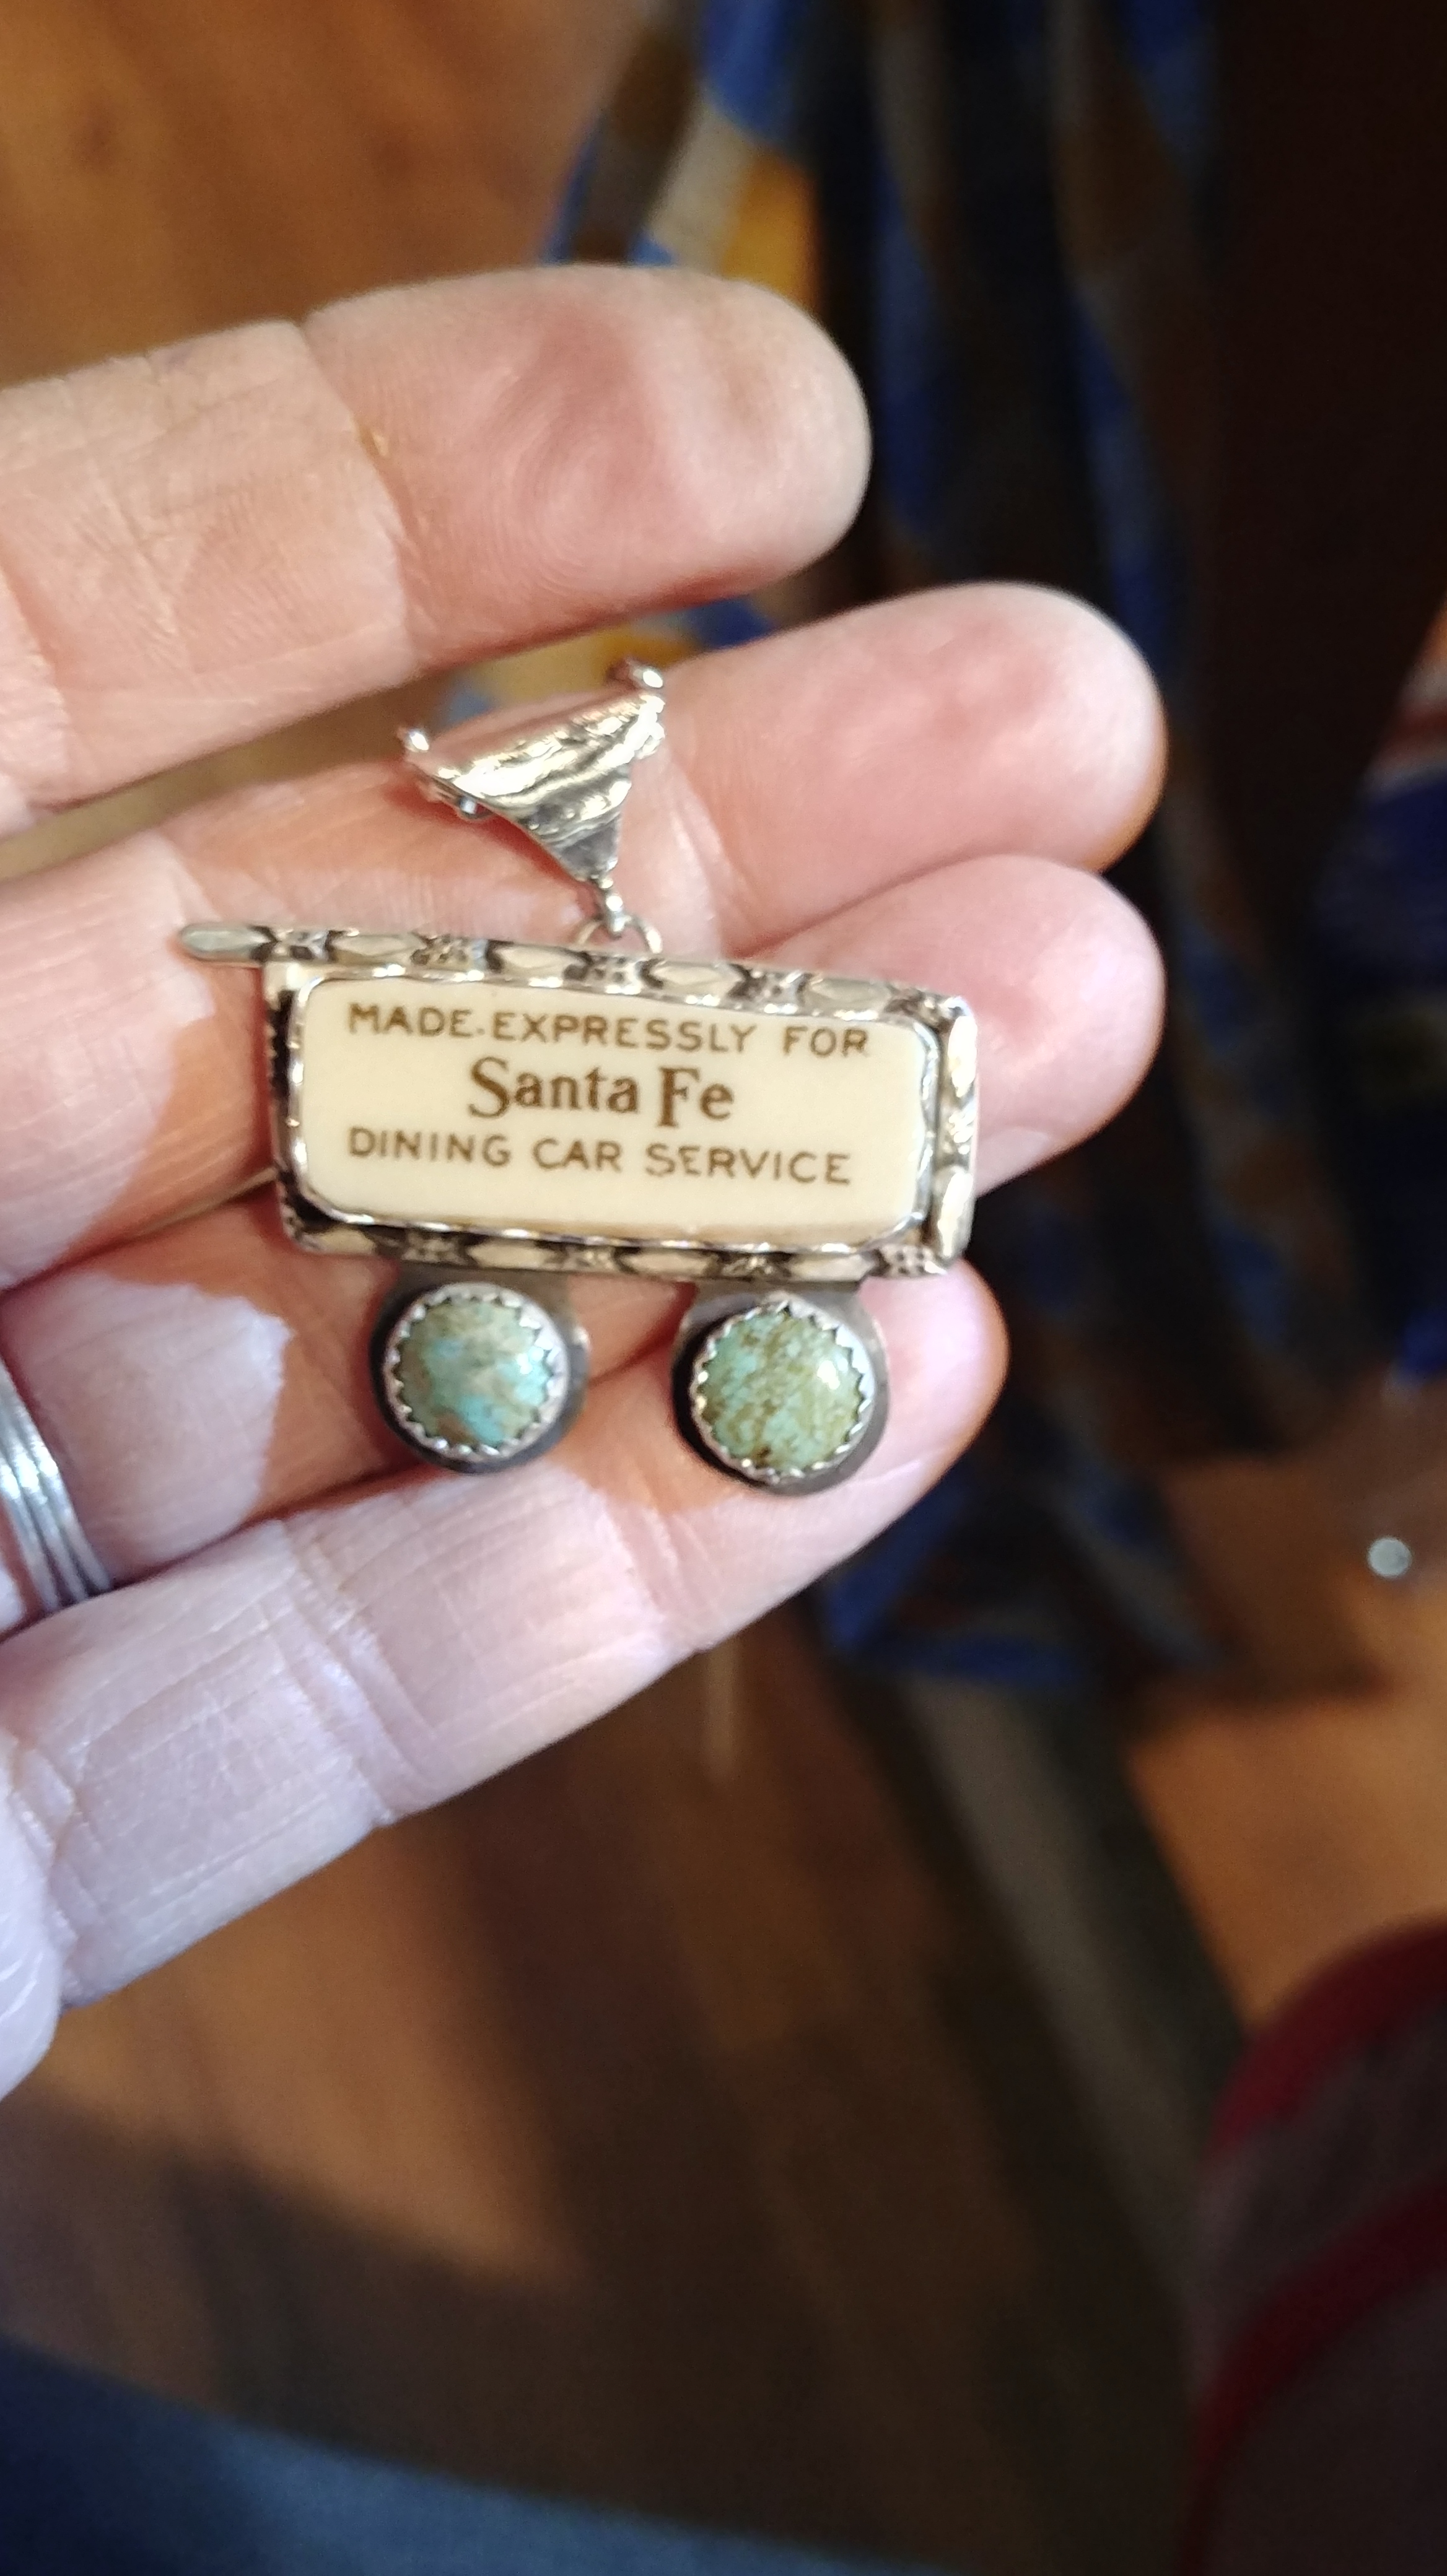 MADE EXPRESSLY FOR
Santa Fe
DINING CAR SERVICE